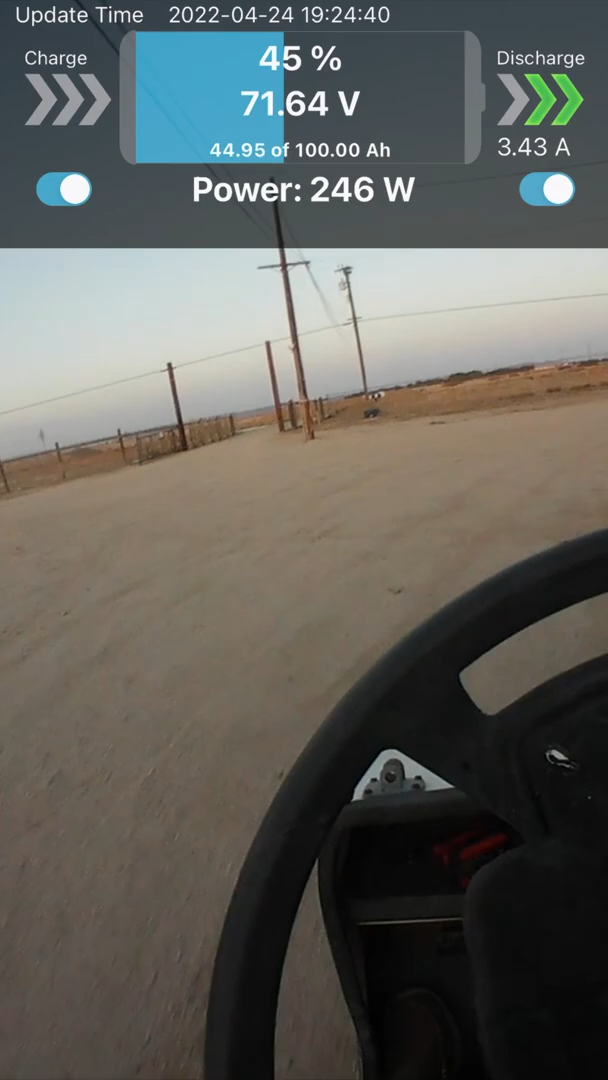 Update Time 2022-04-24 19:24:40
Charge
45 %
Discharge
71.64 V
44.95 of 100.00 Ah
3.43 A
Power: 246 W